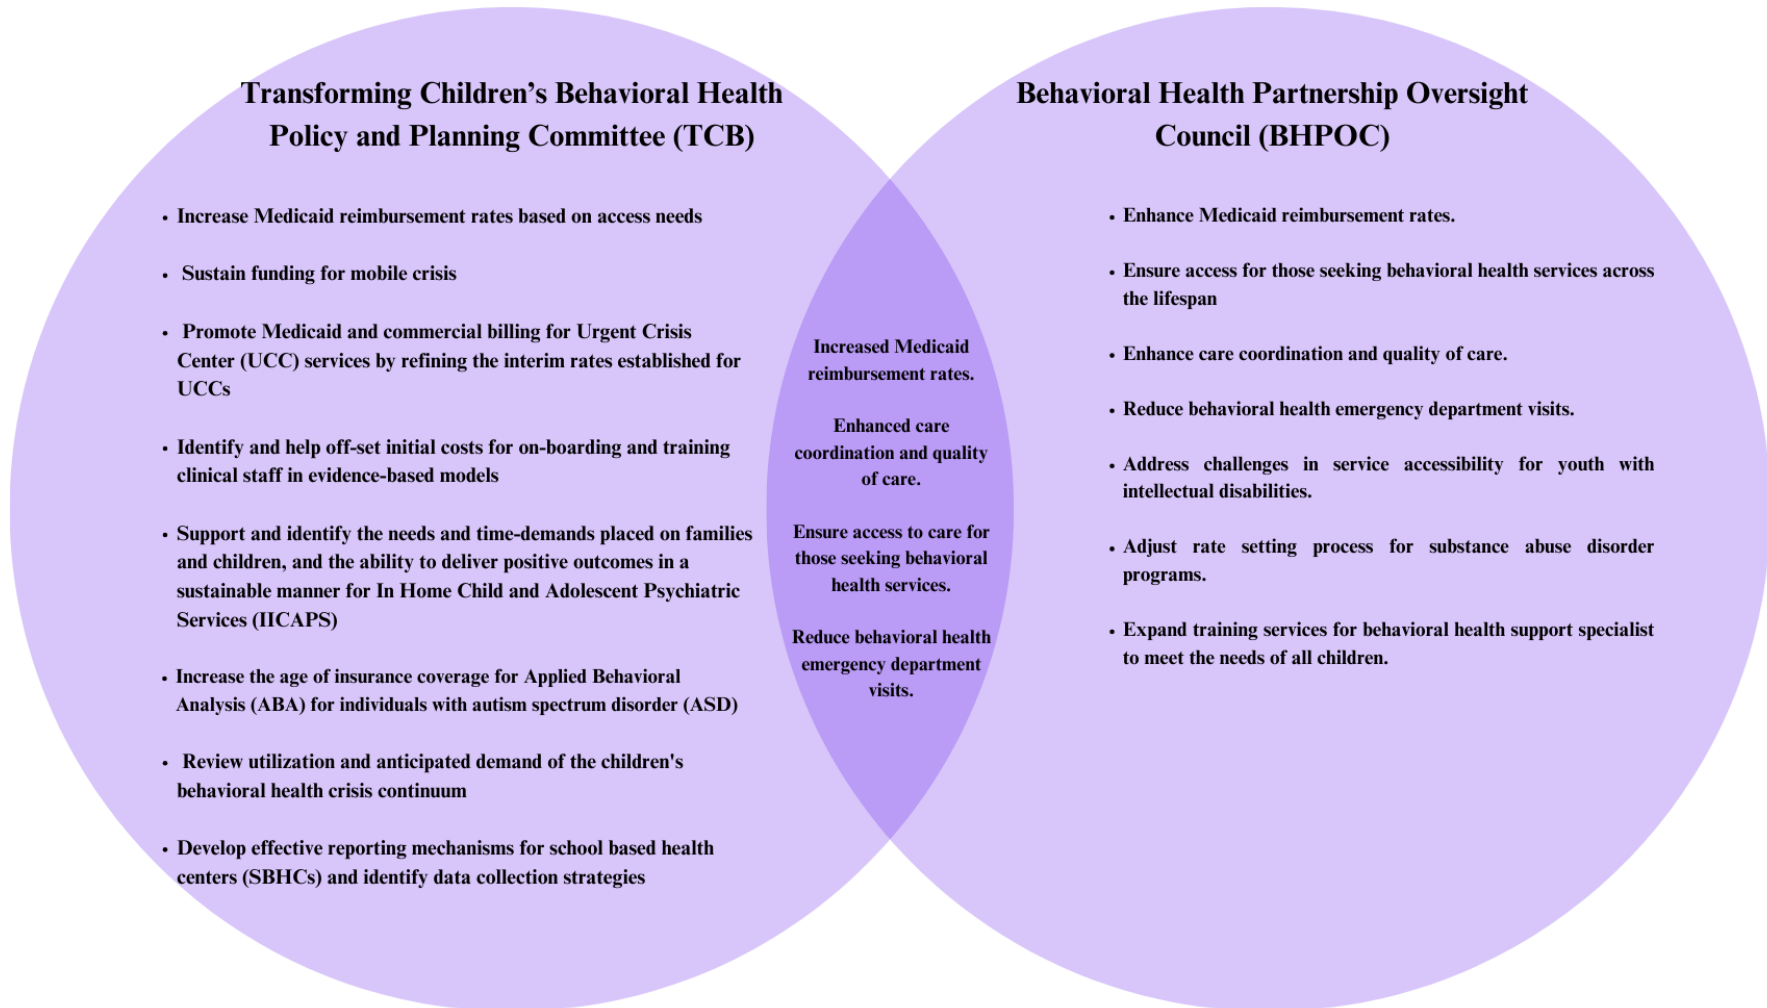 Transforming Children’s Behavioral Health
Policy and Planning Committee (TCB)
• Increase Medicaid reimbursement rates based on access needs
• Sustain funding for mobile crisis
• Promote Medicaid and commercial billing for Urgent Crisis
Center (UCC) services by refining the interim rates established for
UCCs
• Identify and help off-set initial costs for on-boarding and training
clinical staff in evidence-based models
• Support and identify the needs and time-demands placed on families
and children, and the ability to deliver positive outcomes in a
sustainable manner for In Home Child and Adolescent Psychiatric
Services (IICAPS)
• Increase the age of insurance coverage for Applied Behavioral
Analysis (ABA) for individuals with autism spectrum disorder (ASD)
• Review utilization and anticipated demand of the children's
behavioral health crisis continuum
• Develop effective reporting mechanisms for school based health
centers (SBHCs) and identify data collection strategies
Increased Medicaid
reimbursement rates.
Enhanced care
coordination and quality
of care.
Ensure access to care for
those seeking behavioral
health services.
Reduce behavioral health
emergency department
visits.
Behavioral Health Partnership Oversight
Council (BHPOC)
• Enhance Medicaid reimbursement rates.
• Ensure access for those seeking behavioral health services across
the lifespan
• Enhance care coordination and quality of care.
• Reduce behavioral health emergency department visits.
• Address challenges in service accessibility for youth with
intellectual disabilities.
• Adjust rate setting process for substance abuse disorder
programs.
• Expand training services for behavioral health support specialist
to meet the needs of all children.